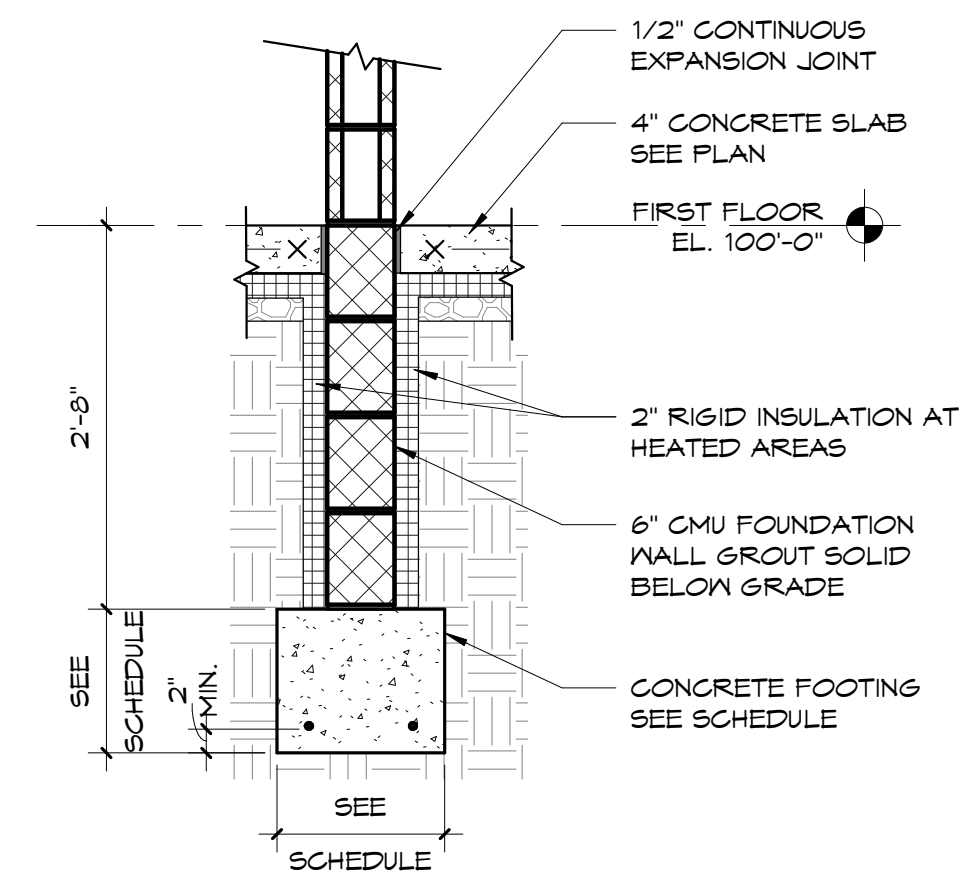 1/2" CONTINUOUS
EXPANSION JOINT
4" CONCRETE SLAB
SEE PLAN
FIRST FLOOR
EL. 100'-0"
2'-8"
2" RIGID INSULATION AT
HEATED AREAS
6" CMU FOUNDATION
WALL GROUT SOLID
BELOW GRADE
SEE
SCHEDULE
2"
MIN.
CONCRETE FOOTING
SEE SCHEDULE
SEE
SCHEDULE